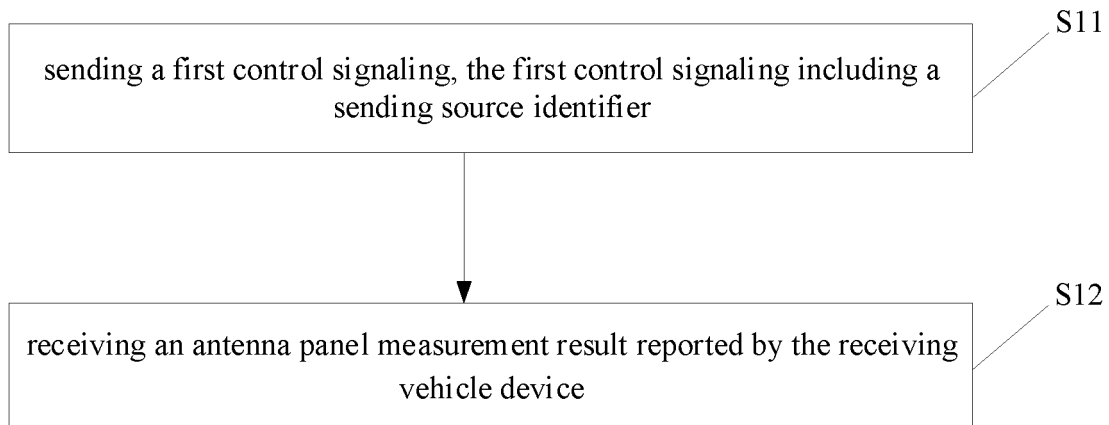 S11
sending a first control signaling, the first control signaling including a
sending source identifier
S12
receiving an antenna panel measurement result reported by the receiving
vehicle device